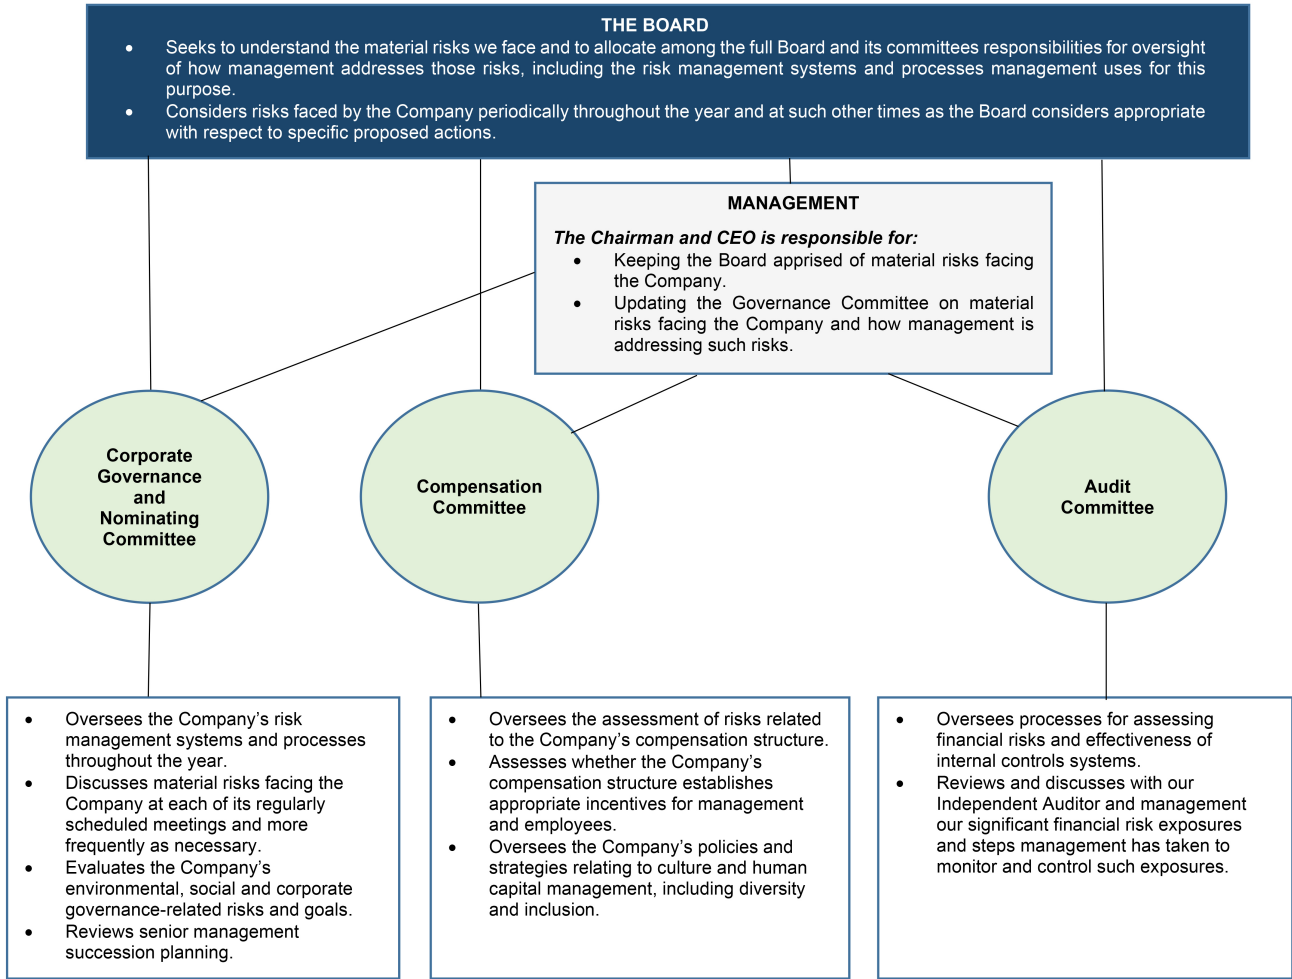 THE BOARD
• Seeks to understand the material risks we face and to allocate among the full Board and its committees responsibilities for oversight
of how management addresses those risks, including the risk management systems and processes management uses for this
purpose.
• Considers risks faced by the Company periodically throughout the year and at such other times as the Board considers appropriate
with respect to specific proposed actions.
MANAGEMENT
The Chairman and CEO is responsible for:
• Keeping the Board apprised of material risks facing
the Company.
• Updating the Governance Committee on material
risks facing the Company and how management is
addressing such risks.
Corporate
Governance
and
Nominating
Committee
Compensation
Committee
Audit
Committee
• Oversees the Company’s risk
management systems and processes
throughout the year.
• Discusses material risks facing the
Company at each of its regularly
scheduled meetings and more
frequently as necessary.
• Evaluates the Company’s
environmental, social and corporate
governance-related risks and goals.
• Reviews senior management
succession planning.
• Oversees the assessment of risks related
to the Company’s compensation structure.
• Assesses whether the Company’s
compensation structure establishes
appropriate incentives for management
and employees.
• Oversees the Company’s policies and
strategies relating to culture and human
capital management, including diversity
and inclusion.
• Oversees processes for assessing
financial risks and effectiveness of
internal controls systems.
• Reviews and discusses with our
Independent Auditor and management
our significant financial risk exposures
and steps management has taken to
monitor and control such exposures.